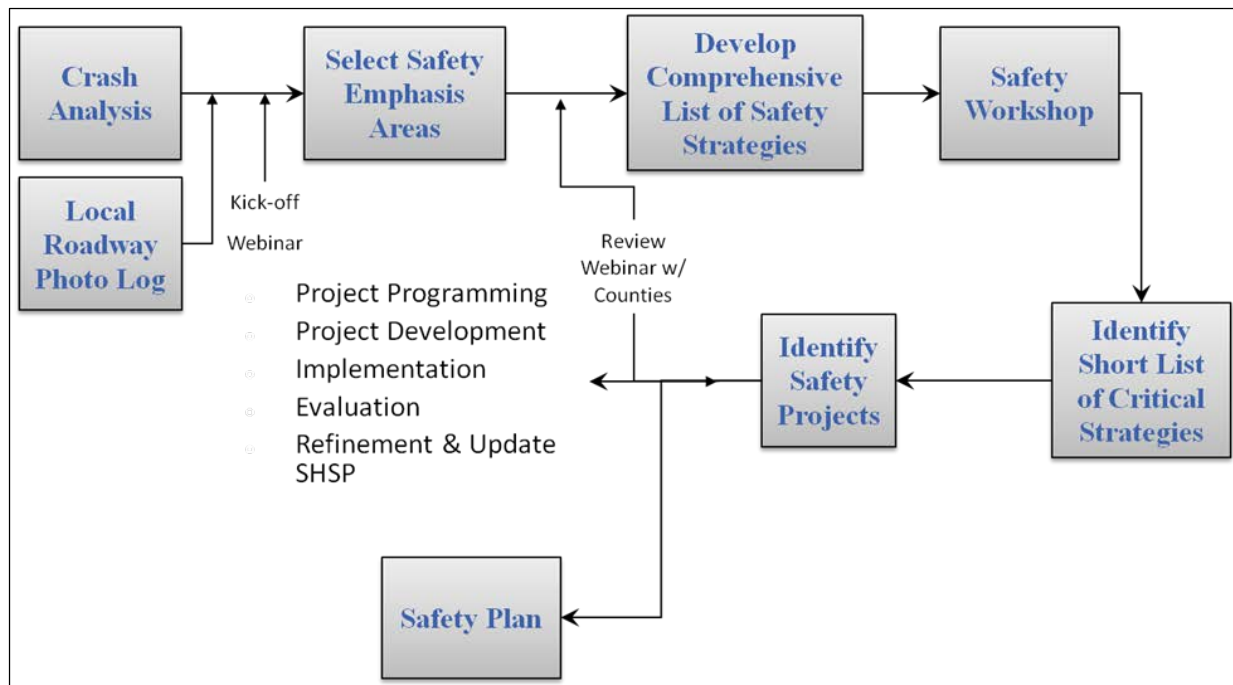 Crash
Analysis
Select Safety
Emphasis
Areas
Develop
Comprehensive
List of Safety
Strategies
Safety
Workshop
Local
Roadway
Photo Log
Kick-off
Webinar
Review
Webinar w/
Counties
Project Programming
Project Development
Implementation
Evaluation
Refinement & Update
SHSP
Identify
Safety
Projects
Identify
Short List
of Critical
Strategies
Safety Plan